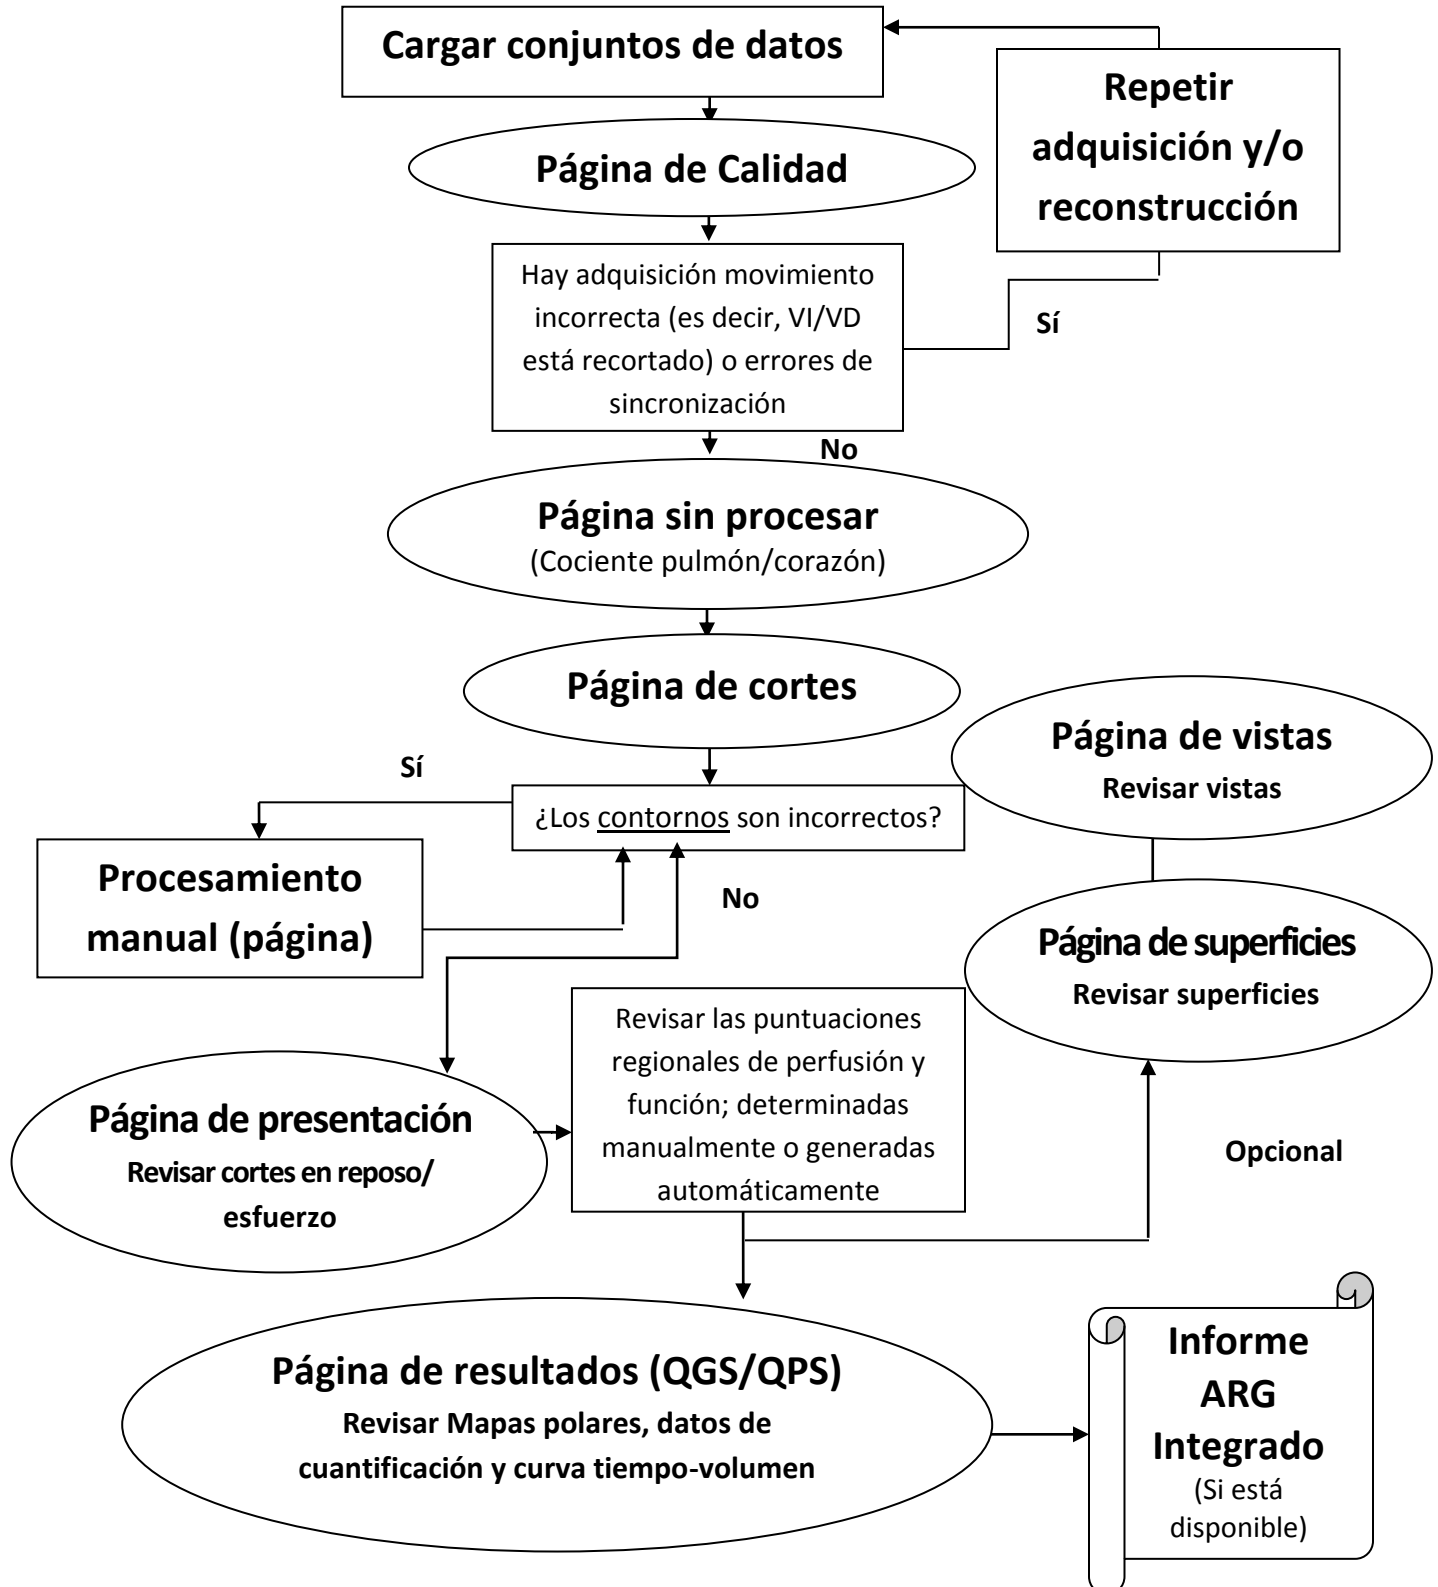 Cargar conjuntos de datos
Repetir
adquisición y/o
reconstrucción
Página de Calidad
Hay adquisición movimiento
incorrecta (es decir, VI/VD
está recortado) o errores de
sincronización
Sí
No
Página sin procesar
(Cociente pulmón/corazón)
Página de cortes
Página de vistas
Revisar vistas
Sí
¿Los contornos son incorrectos?
Procesamiento
manual (página)
No
Página de superficies
Revisar superficies
Revisar las puntuaciones
regionales de perfusión y
función; determinadas
manualmente o generadas
automáticamente
Página de presentación
Revisar cortes en reposo/
esfuerzo
Opcional
Página de resultados (QGS/QPS)
Revisar Mapas polares, datos de
cuantificación y curva tiempo-volumen
Informe
ARG
Integrado
(Si está
disponible)